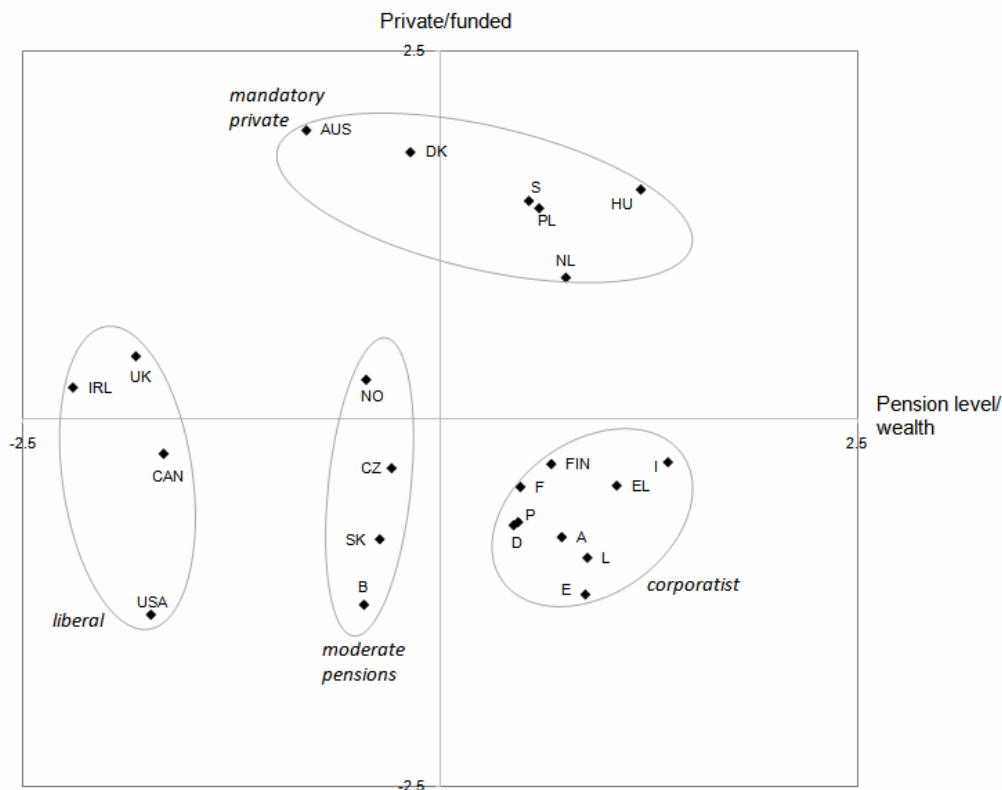 Private/funded
2.5
mandatory
private
AUS
DK
S
HU
PL
NL
UK
IRL
NO
Pension level/
wealth
-2.5
2.5
CAN
CZ
FIN
I
F
EL
P
D
SK
A
L
B
E
corporatist
USA
liberal
moderate
pensions
-2.5